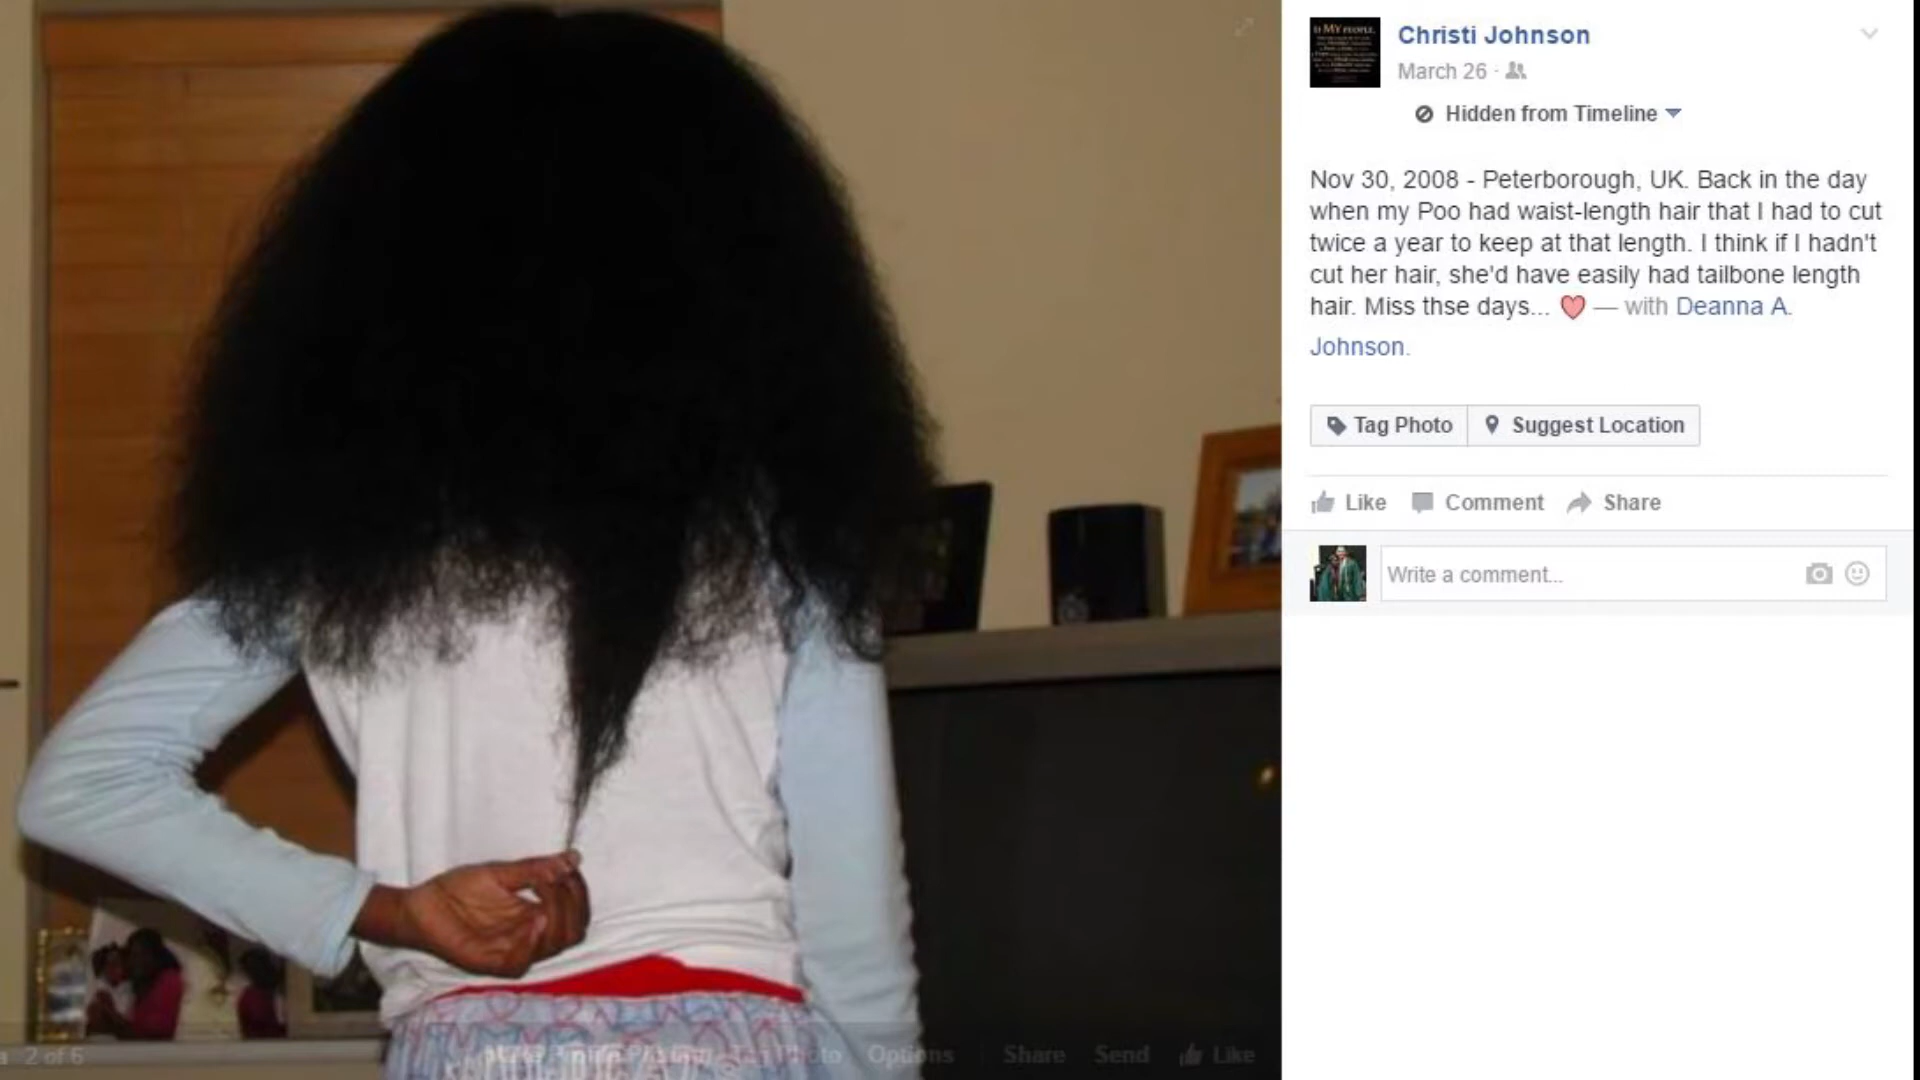 Christi Johnson
March 26 ·
Hidden from Timeline
Nov 30, 2008 - Peterborough, UK. Back in the day
when my Poo had waist-length hair that I had to cut
twice a year to keep at that length. I think if I hadn't
cut her hair, she'd have easily had tailbone length
hair. Miss thse days... — with Deanna A.
Johnson.
Tag Photo Suggest Location
Like Comment Share
Write a comment...
2 of 6
Options Share Send Like